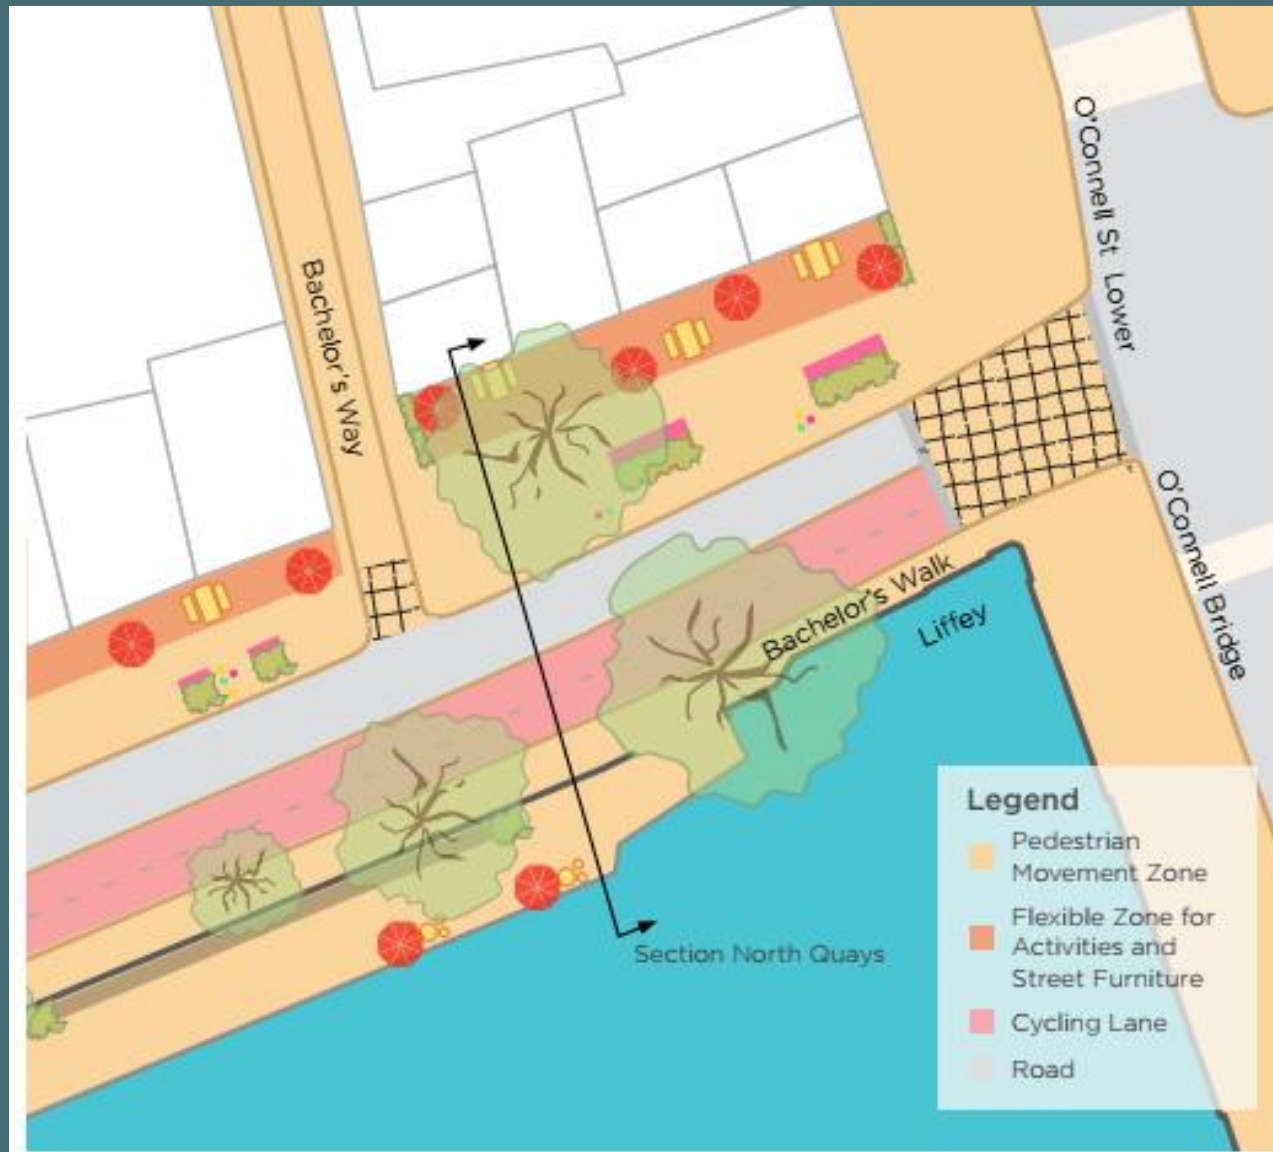 O'Connell St Lower
Bachelor's Way
O'Connell Bridge
Bachelor's Walk
Liffey
Section North Quays
Legend
Pedestrian
Movement Zone
Flexible Zone for
Activities and
Street Furniture
Cycling Lane
Road